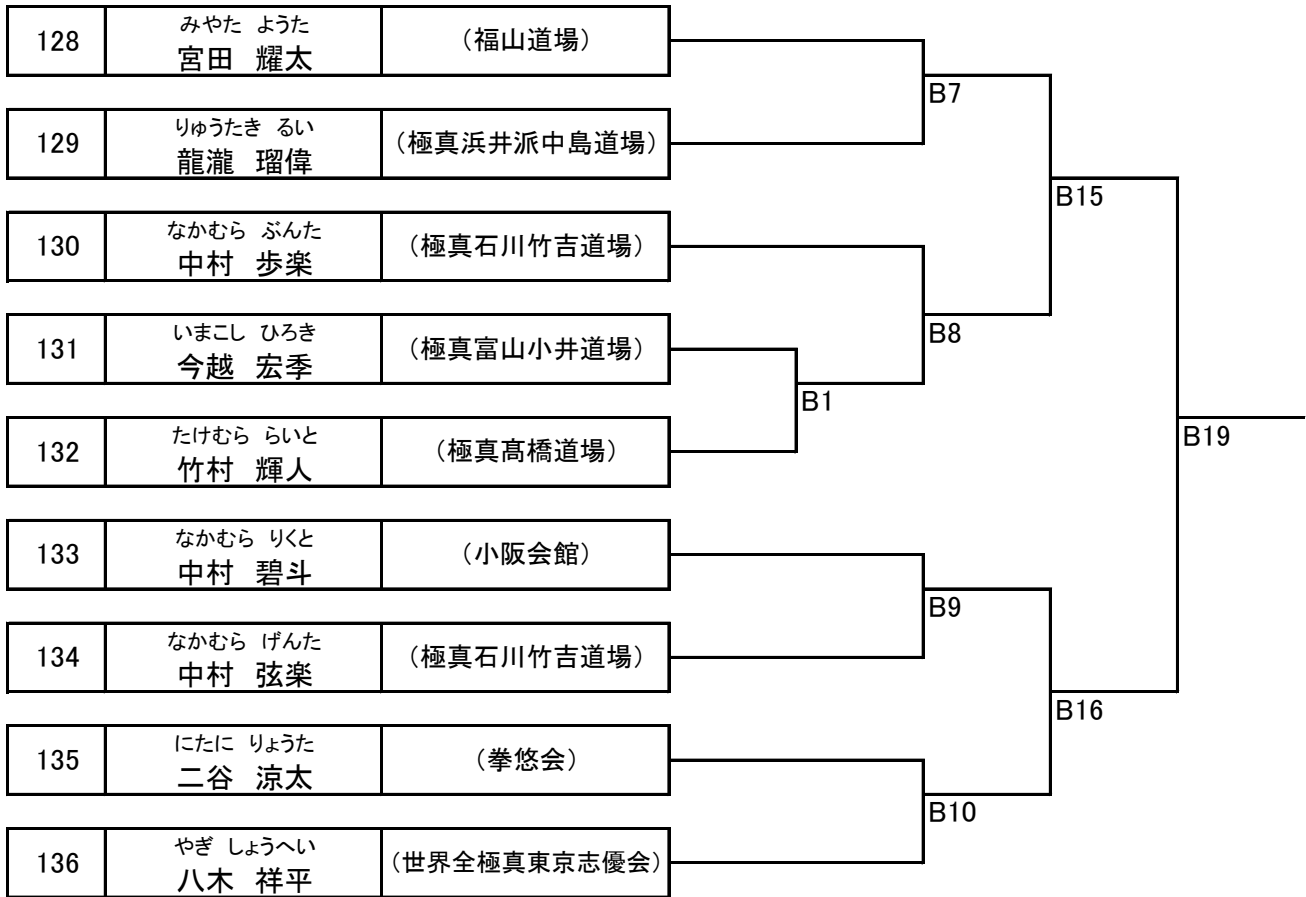 128 みやた ようた (福山道場)
宮田 耀太
B7
129 りゅうたき るい (極真浜井派中島道場)
龍瀧 瑠偉
B15
130 なかむら ぶんた (極真石川竹吉道場)
中村 歩楽
131 いまこし ひろき (極真富山小井道場)
今越 宏季
B8
B1
132 たけむら らいと (極真髙橋道場)
竹村 輝人
B19
133 なかむら りくと (小阪会館)
中村 碧斗
B9
134 なかむら げんた (極真石川竹吉道場)
中村 弦楽
B16
135 にたに りょうた (拳悠会)
二谷 涼太
B10
136 やぎ しょうへい (世界全極真東京志優会)
八木 祥平